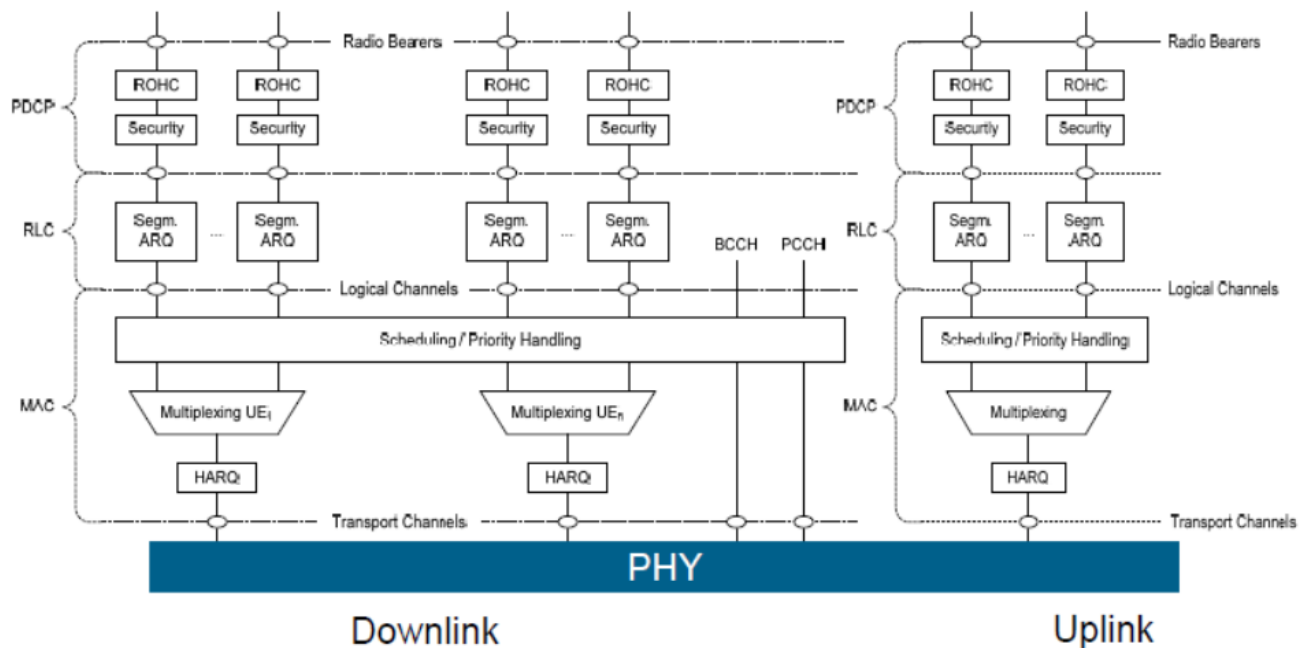 Radio Bearers
Radio Bearers
ROHC ROHC ROHC ROHC ROHC ROHC
PDCP PDCP
Security Security Security Security Securtiy Security
Segm. ARQ ... Segm. ARQ Segm. ARQ ... Segm. ARQ Segm. ARQ ... Segm. ARQ
RLC RLC
BCCH PCCH
Logical Channels Logical Channels
Scheduling / Priority Handling Scheduling / Priority Handling
MAC MAC
Multiplexing UE1 Multiplexing UEn Multiplexing
HARQ HARQ HARQ
Transport Channels Transport Channels
PHY
Downlink Uplink